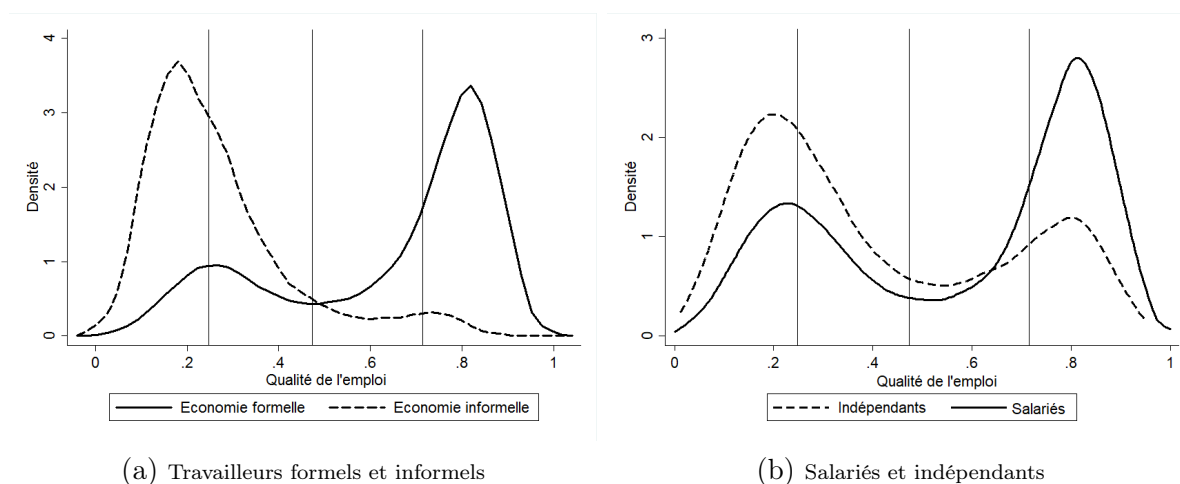 4
3
2
1
0
Densité
0 .2 .4 .6 .8 1
Qualité de l'emploi
Economie formelle Economie informelle
(a) Travailleurs formels et informels
3
2
1
0
Densité
0 .2 .4 .6 .8 1
Qualité de l'emploi
Indépendants Salariés
(b) Salariés et indépendants